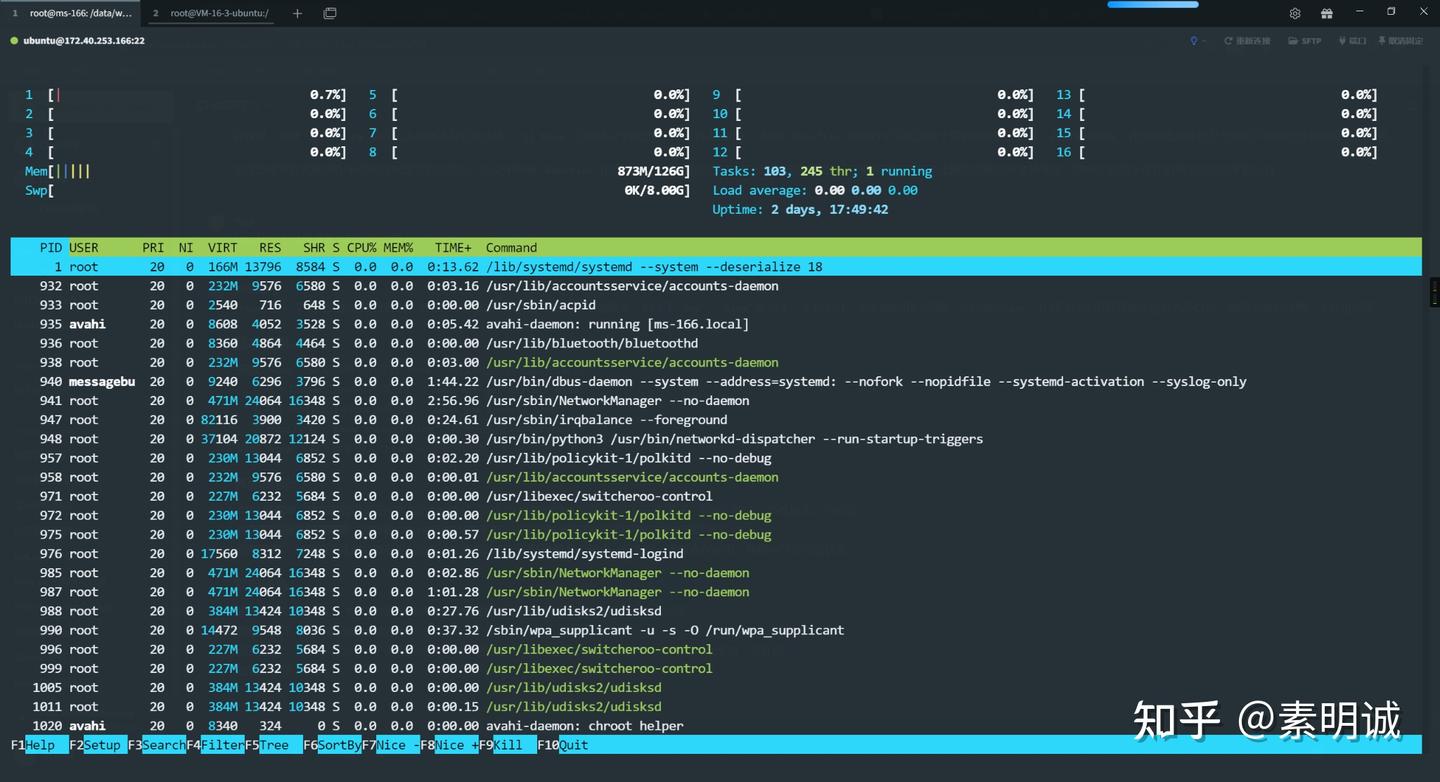 1 root@ms-166: /data/w... 2 root@VM-16-3-ubuntu:/ +
ubuntu@172.40.253.166:22 重新连接 SFTP 端口 取消固定
1 [| 0.7%] 5 [ 0.0%] 9 [ 0.0%] 13 [ 0.0%]
2 [ 0.0%] 6 [ 0.0%] 10 [ 0.0%] 14 [ 0.0%]
3 [ 0.0%] 7 [ 0.0%] 11 [ 0.0%] 15 [ 0.0%]
4 [ 0.0%] 8 [ 0.0%] 12 [ 0.0%] 16 [ 0.0%]
Mem[||||| 873M/126G] Tasks: 103, 245 thr; 1 running
Swp[ 0K/8.00G] Load average: 0.00 0.00 0.00
Uptime: 2 days, 17:49:42
PID USER PRI NI VIRT RES SHR S CPU% MEM% TIME+ Command
1 root 20 0 166M 13796 8584 S 0.0 0.0 0:13.62 /lib/systemd/systemd --system --deserialize 18
932 root 20 0 232M 9576 6580 S 0.0 0.0 0:03.16 /usr/lib/accountsservice/accounts-daemon
933 root 20 0 2540 716 648 S 0.0 0.0 0:00.00 /usr/sbin/acpid
935 avahi 20 0 8608 4052 3528 S 0.0 0.0 0:05.42 avahi-daemon: running [ms-166.local]
936 root 20 0 8360 4864 4464 S 0.0 0.0 0:00.00 /usr/lib/bluetooth/bluetoothd
938 root 20 0 232M 9576 6580 S 0.0 0.0 0:03.00 /usr/lib/accountsservice/accounts-daemon
940 messagebu 20 0 9240 6296 3796 S 0.0 0.0 1:44.22 /usr/bin/dbus-daemon --system --address=systemd: --nofork --nopidfile --systemd-activation --syslog-only
941 root 20 0 471M 24064 16348 S 0.0 0.0 2:56.96 /usr/sbin/NetworkManager --no-daemon
947 root 20 0 82116 3900 3420 S 0.0 0.0 0:24.61 /usr/sbin/irqbalance --foreground
948 root 20 0 37104 20872 12124 S 0.0 0.0 0:00.30 /usr/bin/python3 /usr/bin/networkd-dispatcher --run-startup-triggers
957 root 20 0 230M 13044 6852 S 0.0 0.0 0:02.20 /usr/lib/policykit-1/polkitd --no-debug
958 root 20 0 232M 9576 6580 S 0.0 0.0 0:00.01 /usr/lib/accountsservice/accounts-daemon
971 root 20 0 227M 6232 5684 S 0.0 0.0 0:00.00 /usr/libexec/switcheroo-control
972 root 20 0 230M 13044 6852 S 0.0 0.0 0:00.00 /usr/lib/policykit-1/polkitd --no-debug
975 root 20 0 230M 13044 6852 S 0.0 0.0 0:00.57 /usr/lib/policykit-1/polkitd --no-debug
976 root 20 0 17560 8312 7248 S 0.0 0.0 0:01.26 /lib/systemd/systemd-logind
985 root 20 0 471M 24064 16348 S 0.0 0.0 0:02.86 /usr/sbin/NetworkManager --no-daemon
987 root 20 0 471M 24064 16348 S 0.0 0.0 1:01.28 /usr/sbin/NetworkManager --no-daemon
988 root 20 0 384M 13424 10348 S 0.0 0.0 0:27.76 /usr/lib/udisks2/udisksd
990 root 20 0 14472 9548 8036 S 0.0 0.0 0:37.32 /sbin/wpa_supplicant -u -s -O /run/wpa_supplicant
996 root 20 0 227M 6232 5684 S 0.0 0.0 0:00.00 /usr/libexec/switcheroo-control
999 root 20 0 227M 6232 5684 S 0.0 0.0 0:00.00 /usr/libexec/switcheroo-control
1005 root 20 0 384M 13424 10348 S 0.0 0.0 0:00.00 /usr/lib/udisks2/udisksd
1011 root 20 0 384M 13424 10348 S 0.0 0.0 0:00.15 /usr/lib/udisks2/udisksd
1020 avahi 20 0 8340 324 0 S 0.0 0.0 0:00.00 avahi-daemon: chroot helper
F1Help F2Setup F3SearchF4FilterF5Tree F6SortByF7Nice -F8Nice +F9Kill F10Quit
知乎 @素明诚